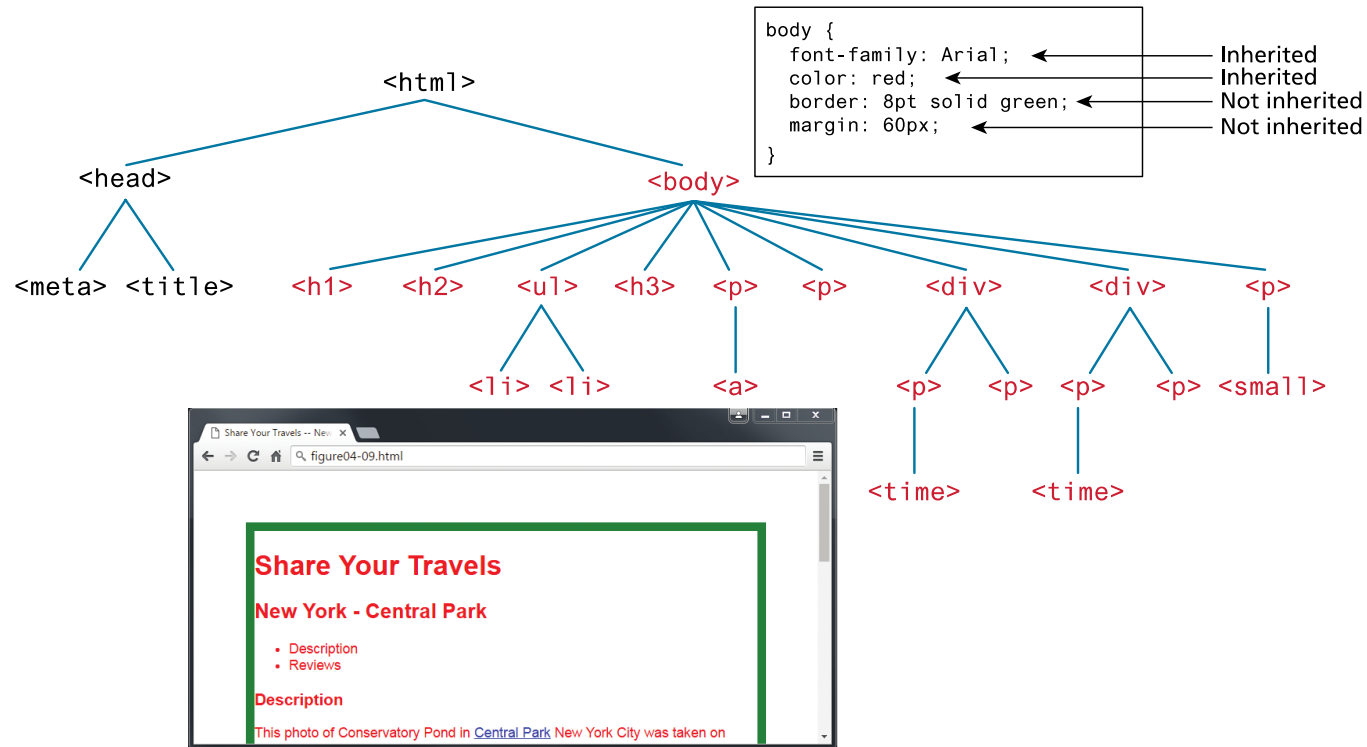 body {
font-family: Arial;
Inherited
color: red;
Inherited
border: 8pt solid green;
Not inherited
margin: 60px;
Not inherited
}
<html>
<head>
<body>
<meta> <title> <h1> <h2> <ul> <h3> <p> <p> <div> <div> <p>
<li> <li> <a> <p> <p> <p> <p> <small>
<time> <time>
Share Your Travels -- New
figure04-09.html
Share Your Travels
New York - Central Park
• Description
• Reviews
Description
This photo of Conservatory Pond in Central Park New York City was taken on